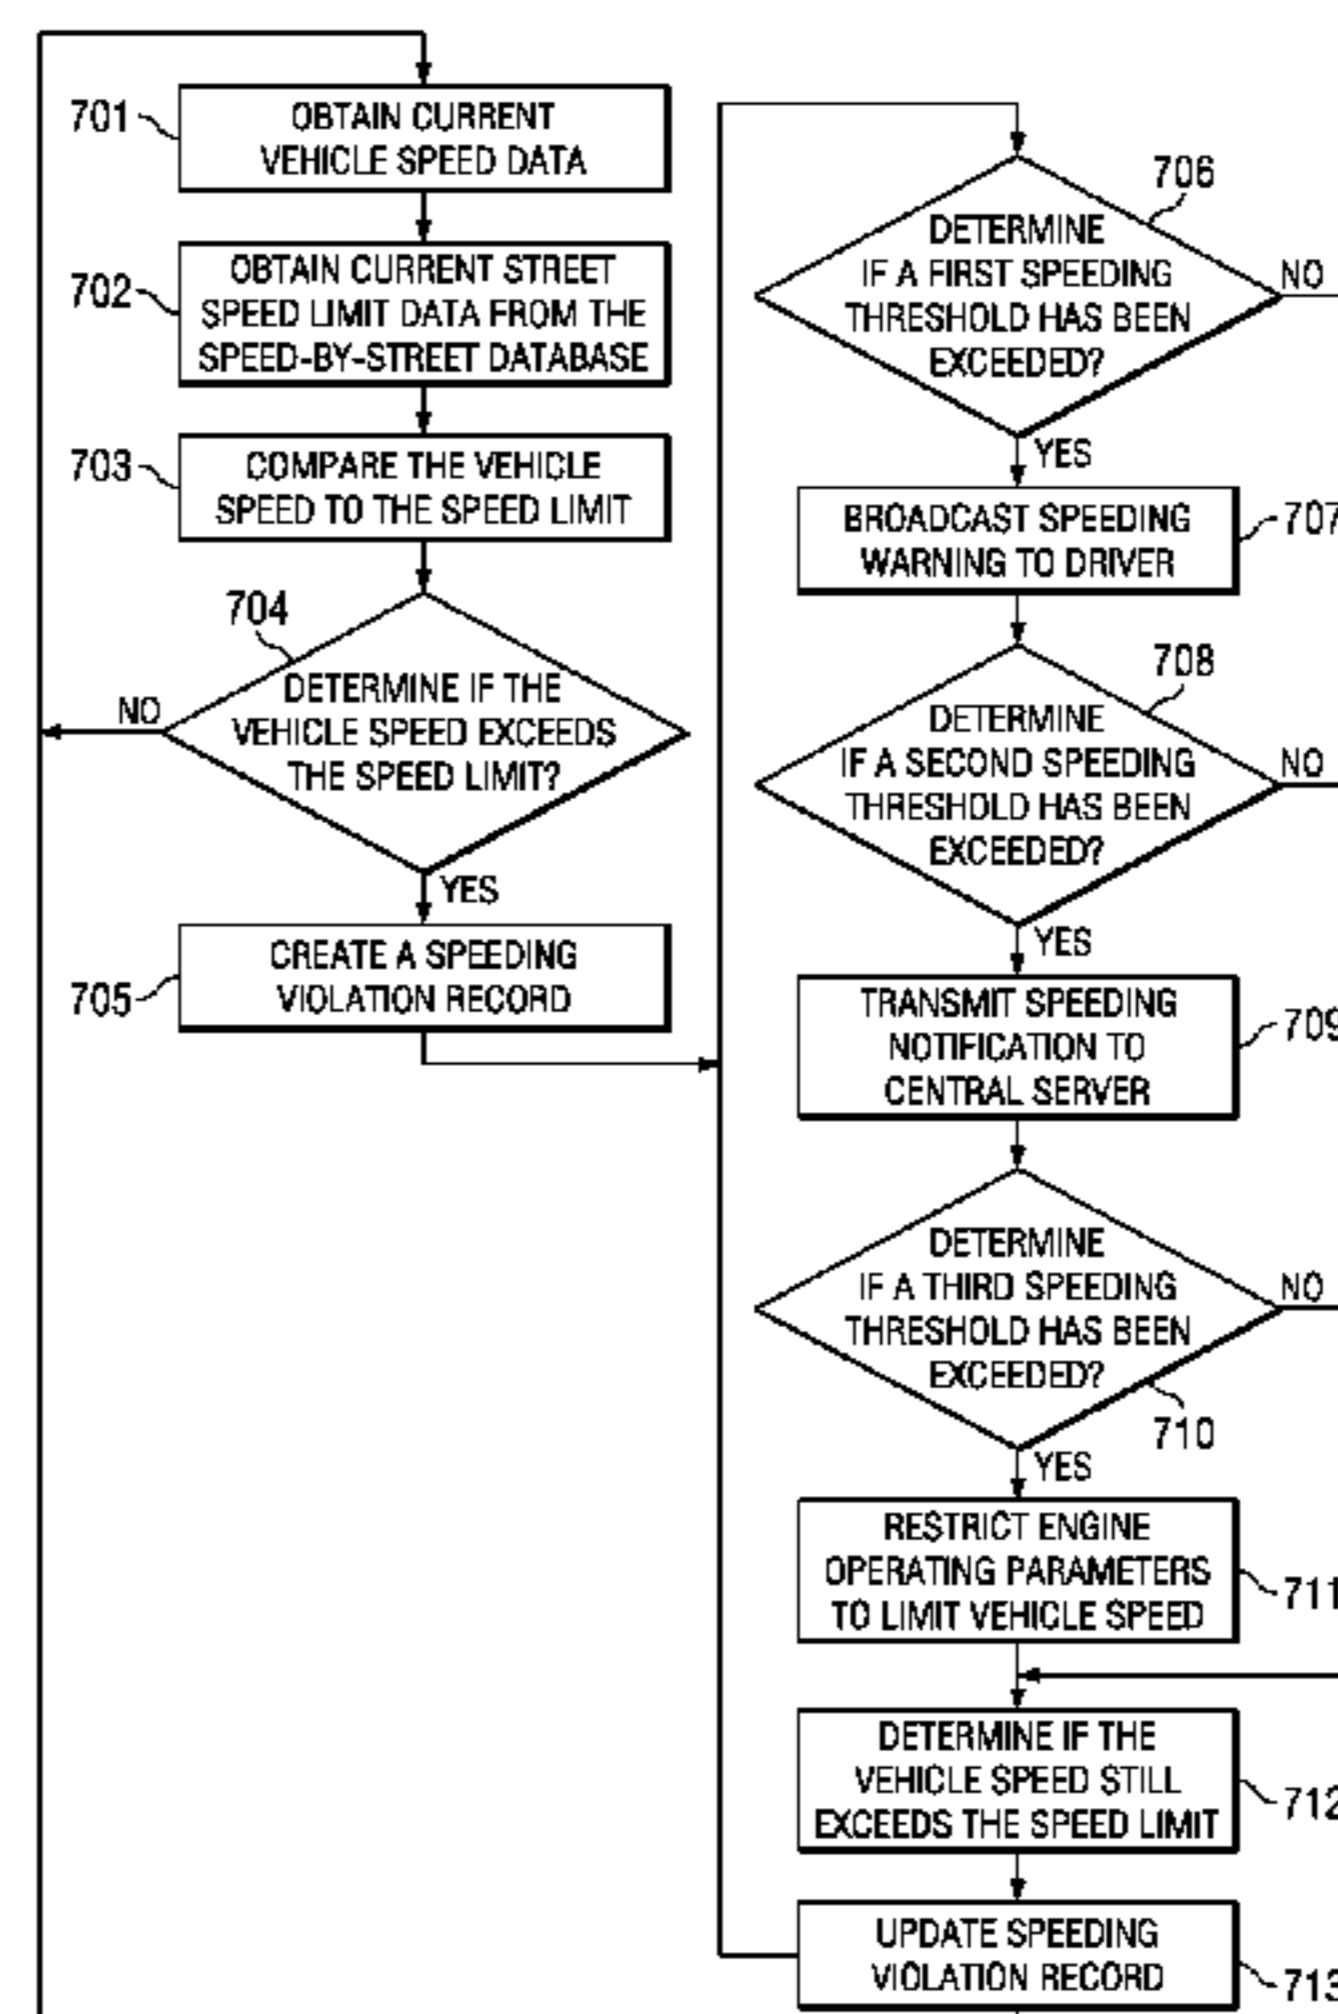 701
OBTAIN CURRENT
VEHICLE SPEED DATA
702
OBTAIN CURRENT STREET
SPEED LIMIT DATA FROM THE
SPEED-BY-STREET DATABASE
703
COMPARE THE VEHICLE
SPEED TO THE SPEED LIMIT
704
DETERMINE IF THE
VEHICLE SPEED EXCEEDS
THE SPEED LIMIT?
NO
YES
705
CREATE A SPEEDING
VIOLATION RECORD
706
DETERMINE
IF A FIRST SPEEDING
THRESHOLD HAS BEEN
EXCEEDED?
NO
YES
BROADCAST SPEEDING
WARNING TO DRIVER
707
708
DETERMINE
IF A SECOND SPEEDING
THRESHOLD HAS BEEN
EXCEEDED?
NO
YES
TRANSMIT SPEEDING
NOTIFICATION TO
CENTRAL SERVER
709
DETERMINE
IF A THIRD SPEEDING
THRESHOLD HAS BEEN
EXCEEDED?
NO
710
YES
RESTRICT ENGINE
OPERATING PARAMETERS
TO LIMIT VEHICLE SPEED
711
DETERMINE IF THE
VEHICLE SPEED STILL
EXCEEDS THE SPEED LIMIT
712
UPDATE SPEEDING
VIOLATION RECORD
713